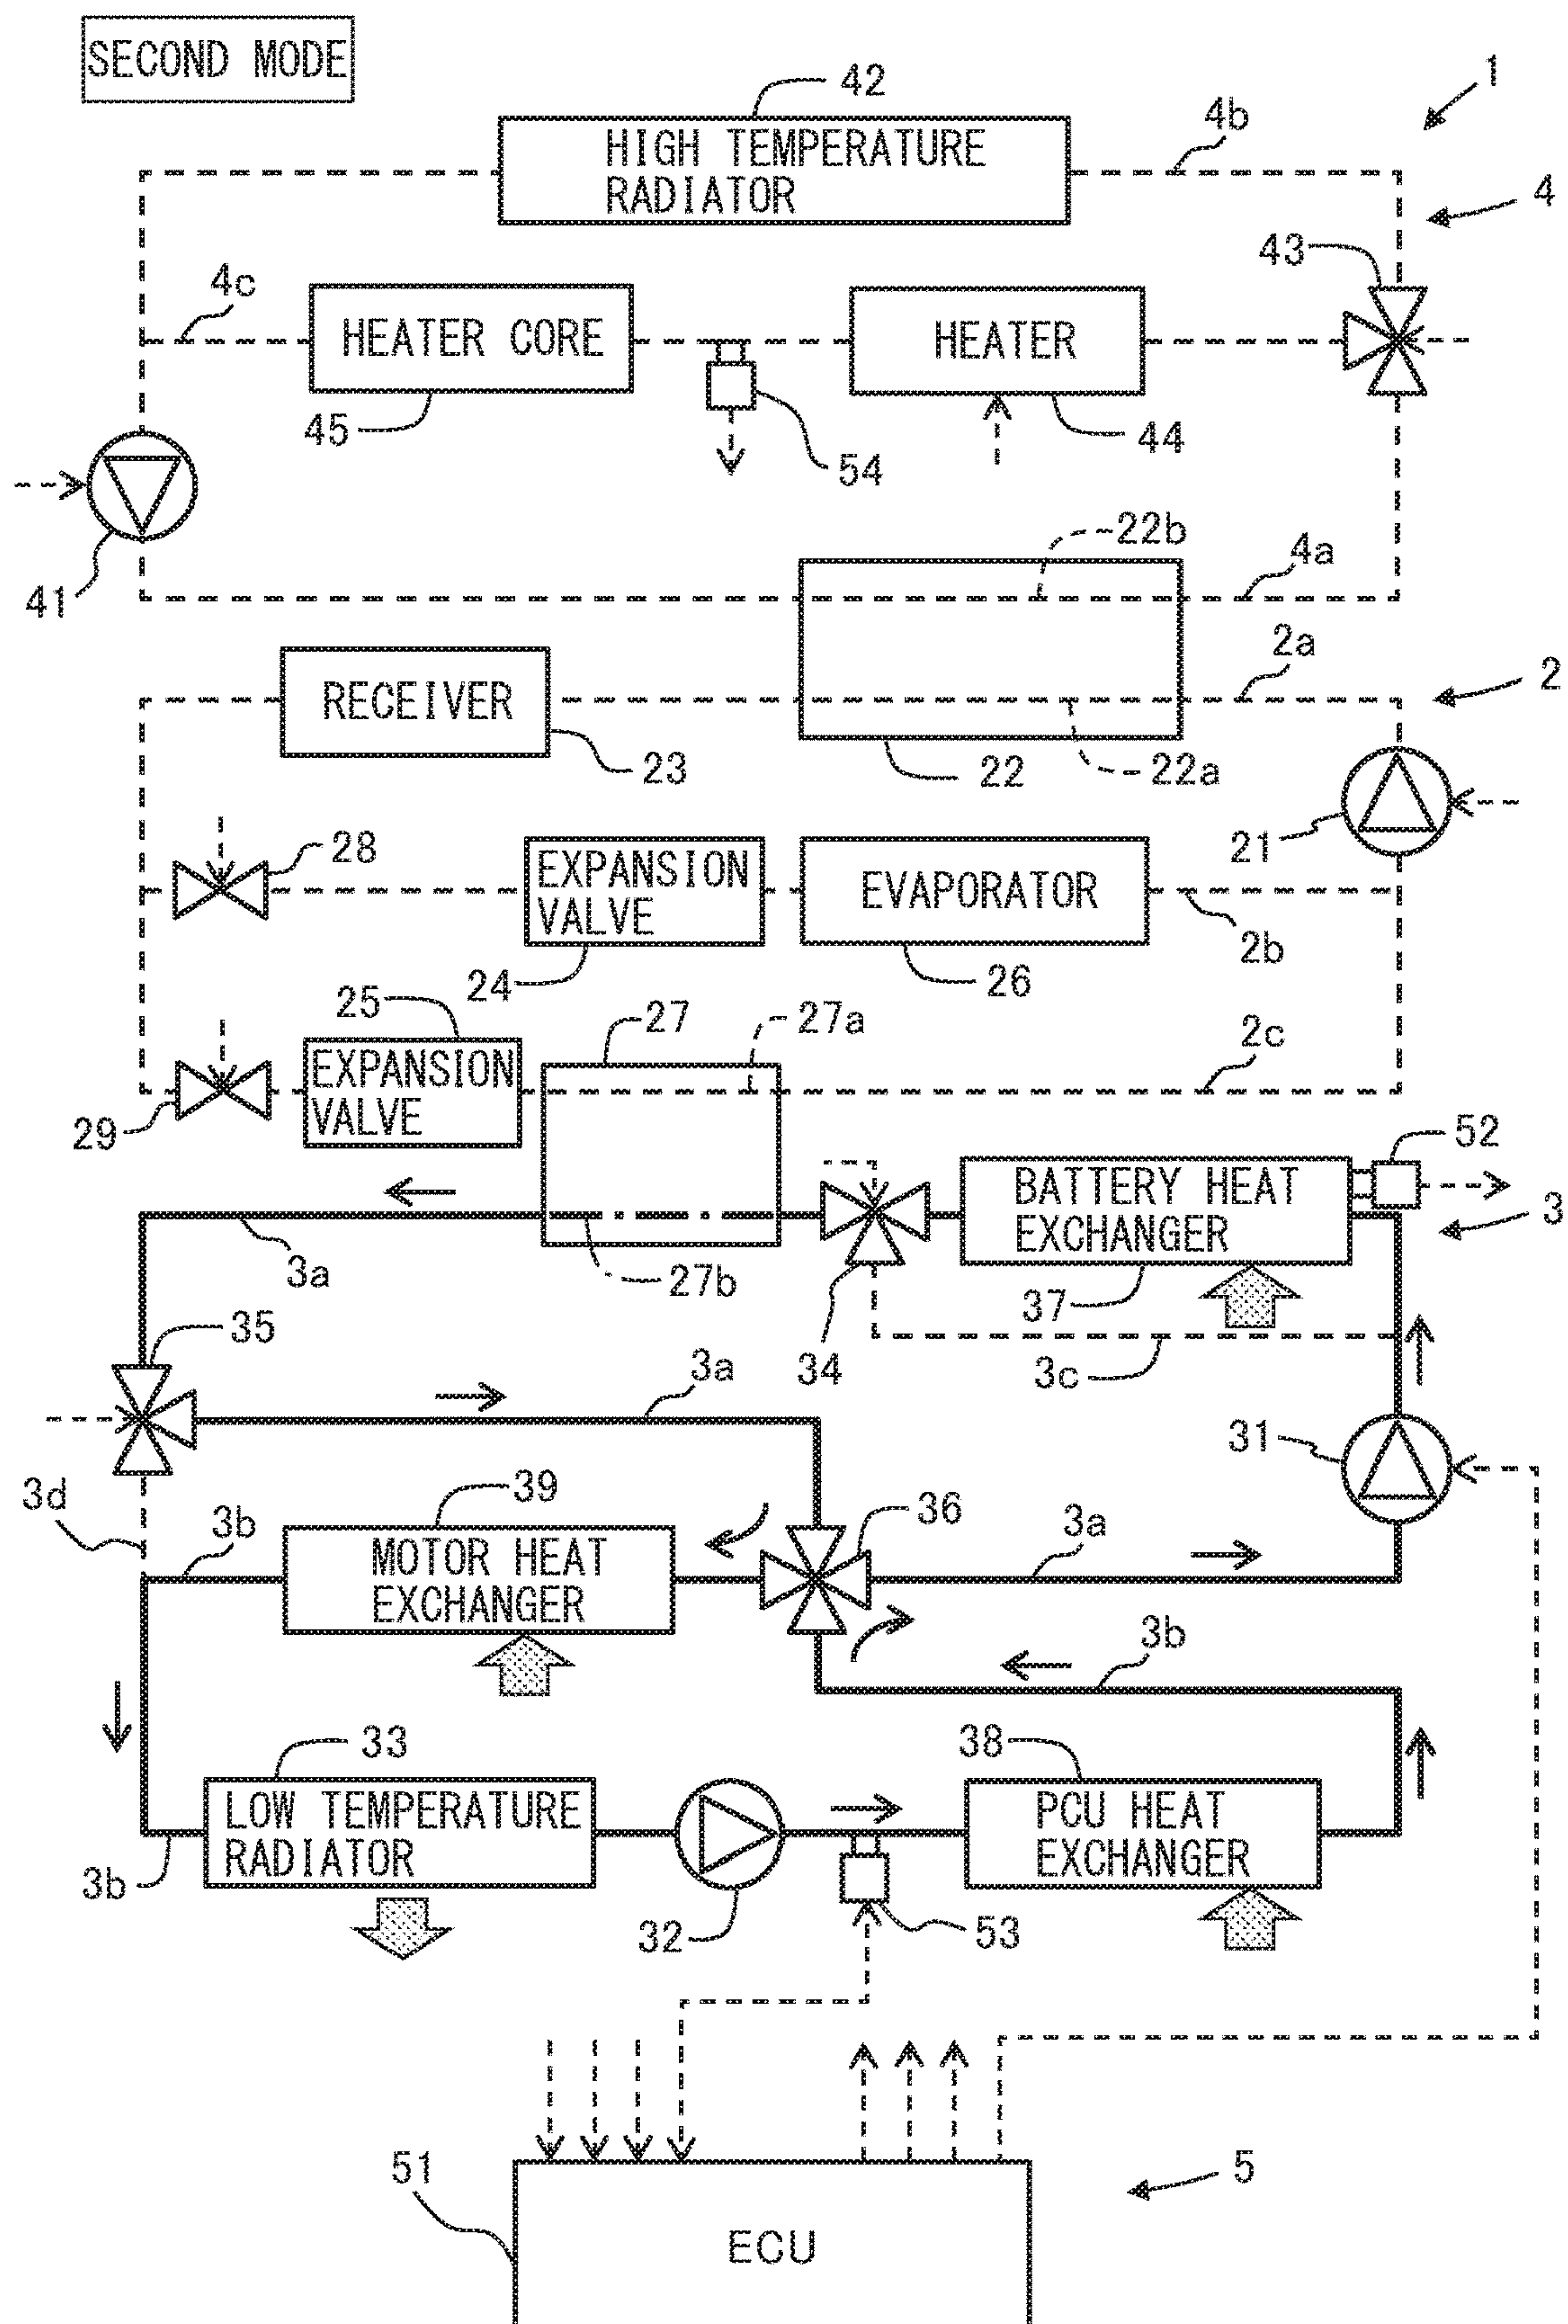 SECOND MODE
42
1
4b
HIGH TEMPERATURE
RADIATOR
4
43
4c
HEATER CORE
HEATER
45
54
44
22b
4a
41
2a
2
RECEIVER
23
22
22a
28
21
EXPANSION
VALVE
EVAPORATOR
24
26
2b
25
27
27a
2c
EXPANSION
VALVE
29
52
BATTERY HEAT
EXCHANGER
3
3a
27b
37
35
34
3c
3a
31
3d
3b
39
36
3a
MOTOR HEAT
EXCHANGER
3b
33
38
LOW TEMPERATURE
RADIATOR
PCU HEAT
EXCHANGER
3b
32
53
51
5
ECU